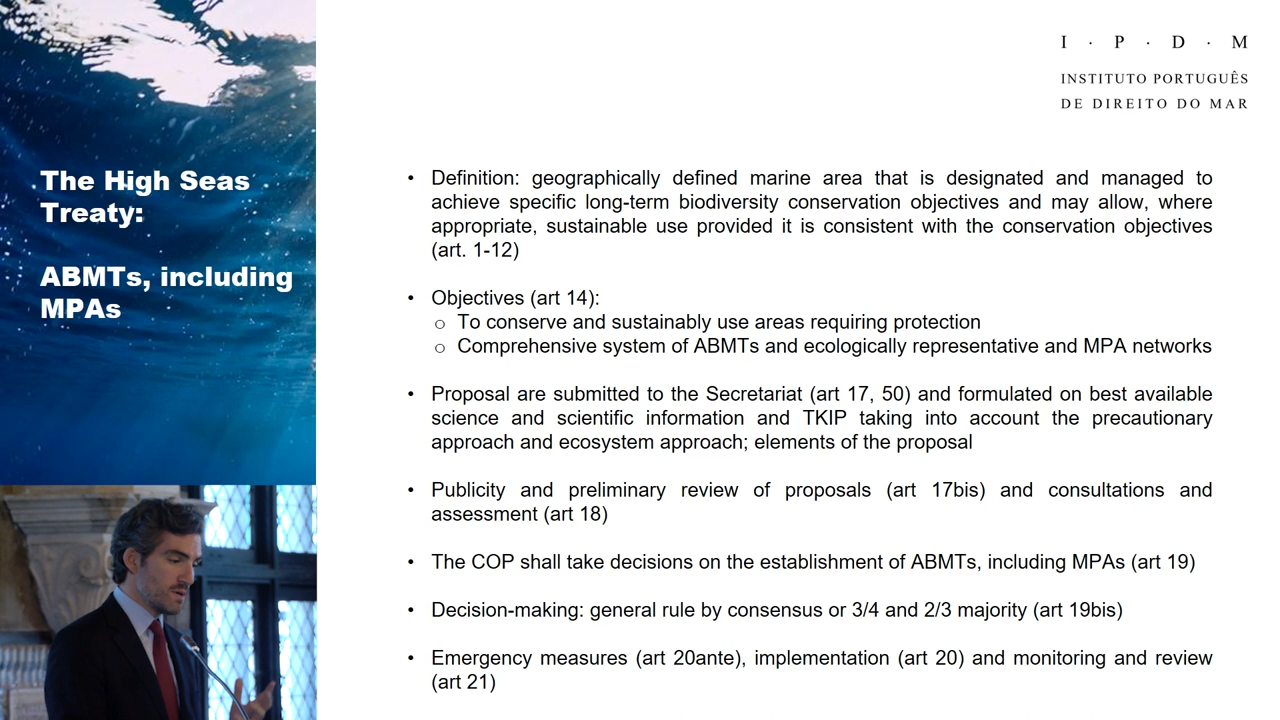 The High Seas
Treaty:
ABMTs, including
MPAs
I · P · D · M
INSTITUTO PORTUGUÊS
DE DIREITO DO MAR
• Definition: geographically defined marine area that is designated and managed to
achieve specific long-term biodiversity conservation objectives and may allow, where
appropriate, sustainable use provided it is consistent with the conservation objectives
(art. 1-12)
• Objectives (art 14):
o To conserve and sustainably use areas requiring protection
o Comprehensive system of ABMTs and ecologically representative and MPA networks
• Proposal are submitted to the Secretariat (art 17, 50) and formulated on best available
science and scientific information and TKIP taking into account the precautionary
approach and ecosystem approach; elements of the proposal
• Publicity and preliminary review of proposals (art 17bis) and consultations and
assessment (art 18)
• The COP shall take decisions on the establishment of ABMTs, including MPAs (art 19)
• Decision-making: general rule by consensus or 3/4 and 2/3 majority (art 19bis)
• Emergency measures (art 20ante), implementation (art 20) and monitoring and review
(art 21)